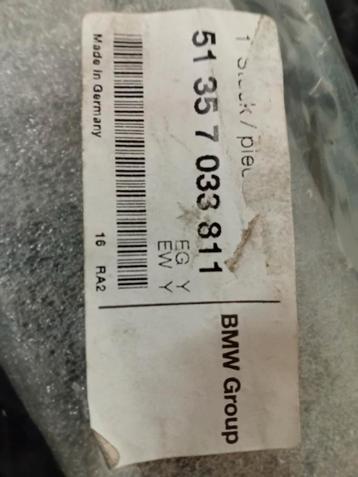 1 Stück / piec
51 35 7 033 811
EG Y
EW Y
Made in Germany
16 RA2
BMW Group